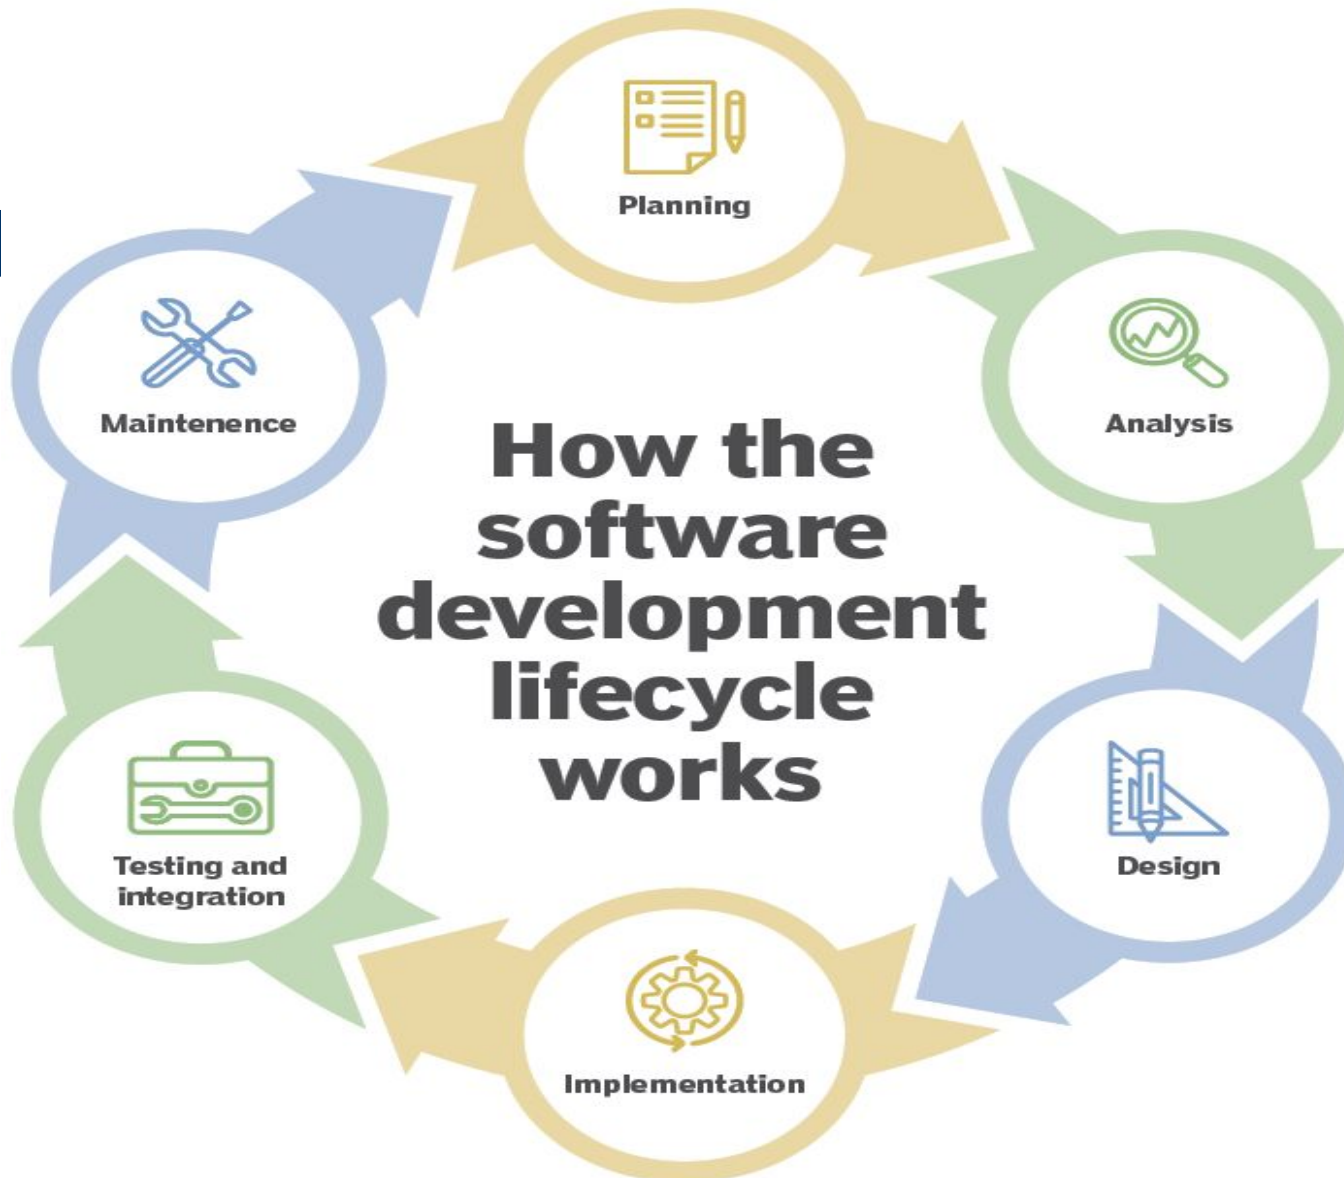 Planning
Analysis
Design
Implementation
Testing and
integration
Maintenence
How the
software
development
lifecycle
works